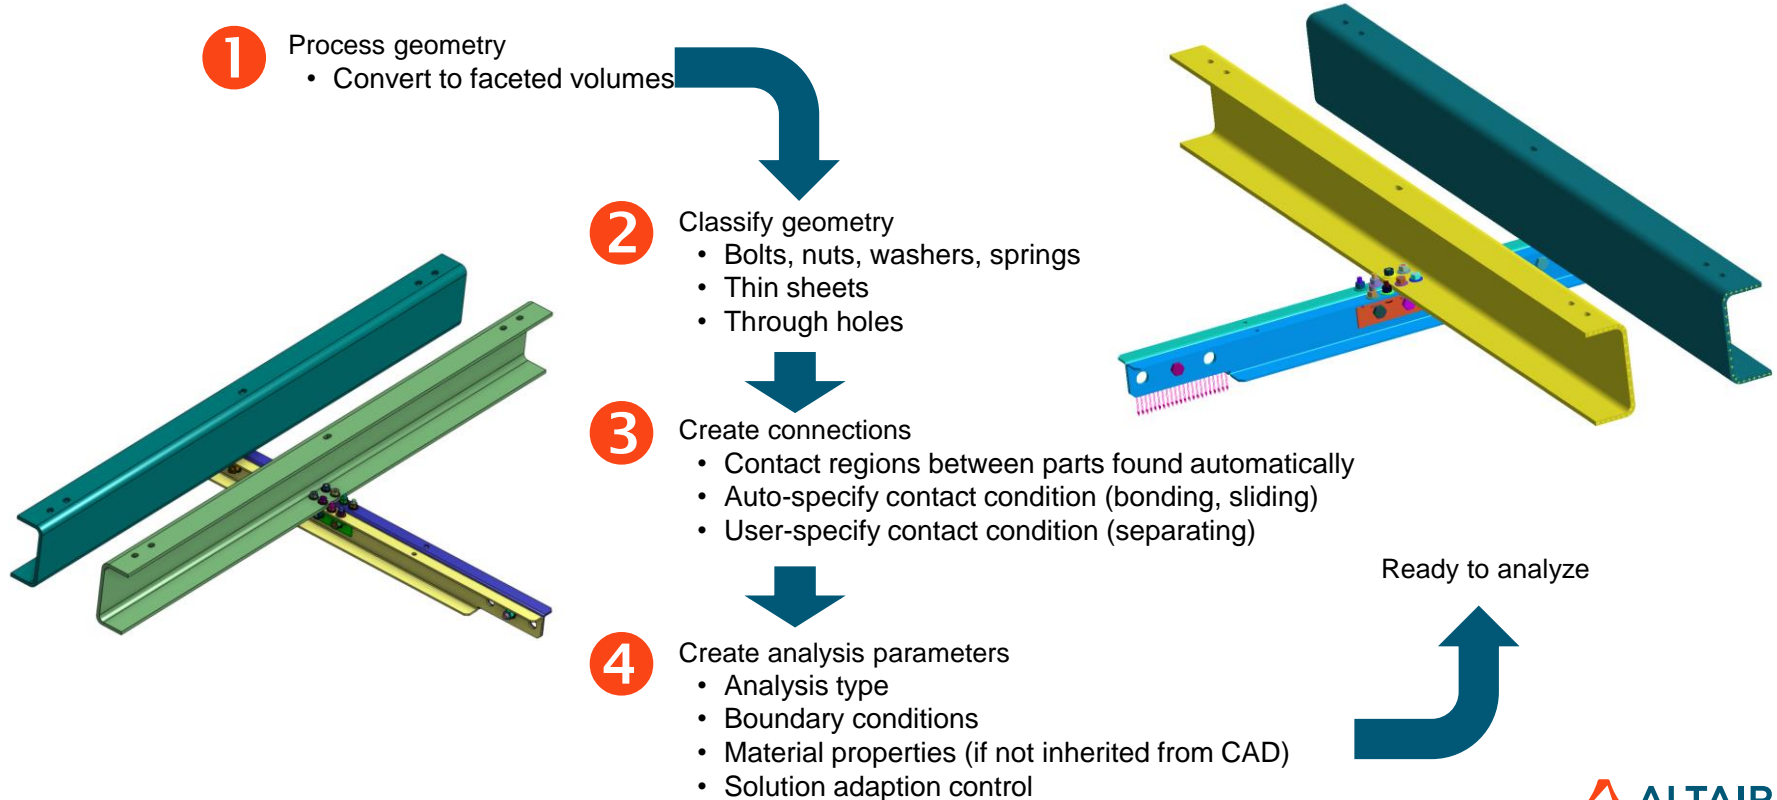 1
Process geometry
• Convert to faceted volumes
2
Classify geometry
• Bolts, nuts, washers, springs
• Thin sheets
• Through holes
3
Create connections
• Contact regions between parts found automatically
• Auto-specify contact condition (bonding, sliding)
• User-specify contact condition (separating)
Ready to analyze
4
Create analysis parameters
• Analysis type
• Boundary conditions
• Material properties (if not inherited from CAD)
• Solution adaption control
ALTAIR